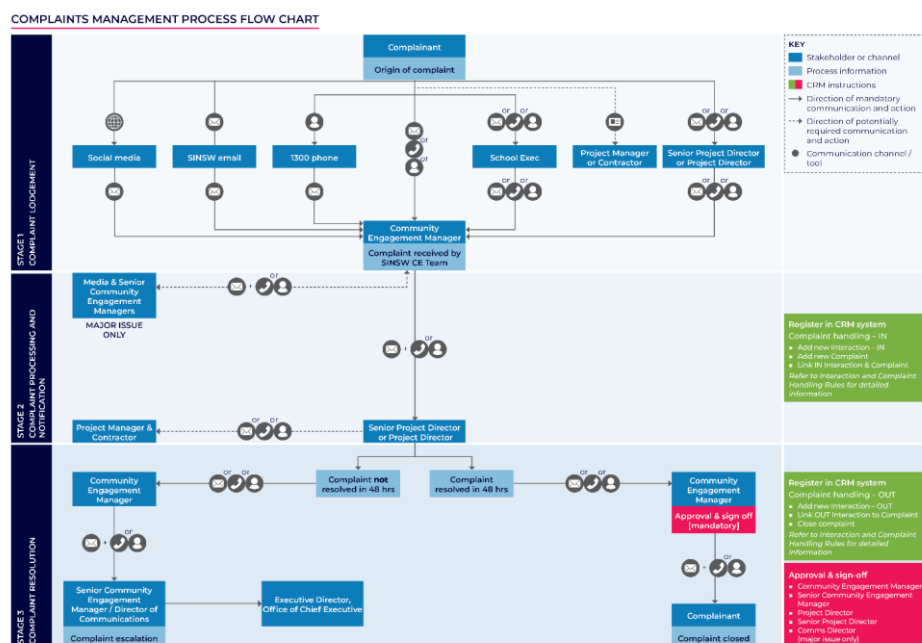 COMPLAINTS MANAGEMENT PROCESS FLOW CHART
STAGE 1
COMPLAINT LODGEMENT
Complainant
Origin of complaint
or
or or
or or
Social media
SINSW email
1300 phone
or
or
School Exec
Project Manager
or Contractor
Senior Project Director
or Project Director
or or
or or
Community
Engagement Manager
Complaint received by
SINSW CE Team
KEY
Stakeholder or channel
Process information
CRM instructions
Direction of mandatory
communication and action
Direction of potentially
required communication
and action
Communication channel /
tool
STAGE 2
COMPLAINT PROCESSING AND
NOTIFICATION
Media & Senior
Community
Engagement
Managers
MAJOR ISSUE
ONLY
+ or
+ or
Project Manager &
Contractor
or or
Senior Project Director
or Project Director
Register in CRM system
Complaint handling – IN
Add new Interaction – IN
Add new Complaint
Link IN Interaction & Complaint
Refer to Interaction and Complaint
Handling Rules for detailed
information
STAGE 3
COMPLAINT RESOLUTION
Community
Engagement
Manager
or or
Complaint not
resolved in 48 hrs
Complaint
resolved in 48 hrs
or or
Community
Engagement
Manager
Approval & sign off
[mandatory]
+ or
+ or
Senior Community
Engagement
Manager / Director of
Communications
Complaint escalation
Executive Director,
Office of Chief Executive
Complainant
Complaint closed
Register in CRM system
Complaint handling – OUT
Add new Interaction – OUT
Link OUT Interaction to Complaint
Close complaint
Refer to Interaction and Complaint
Handling Rules for detailed
information
Approval & sign-off
Community Engagement Manager
Senior Community Engagement
Manager
Project Director
Senior Project Director
Comms Director
[major issue only]